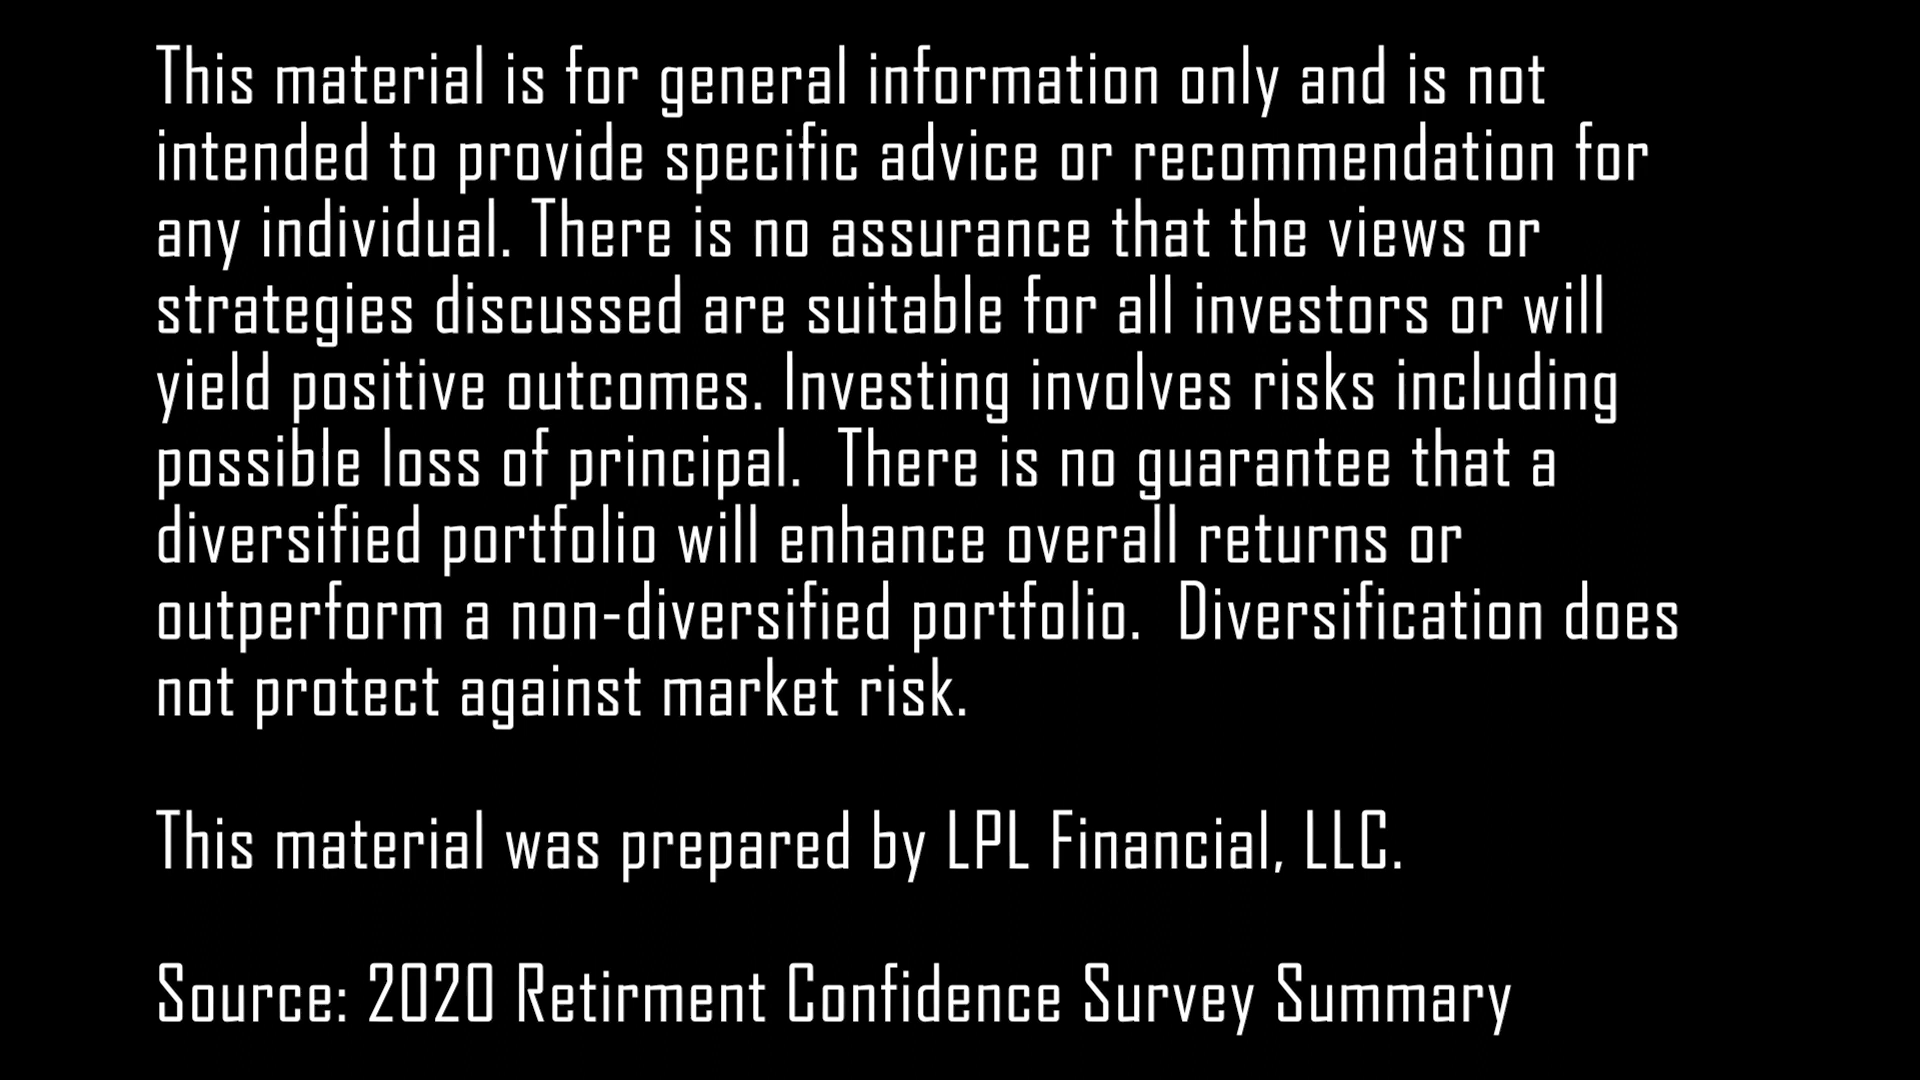 This material is for general information only and is not
intended to provide specific advice or recommendation for
any individual. There is no assurance that the views or
strategies discussed are suitable for all investors or will
yield positive outcomes. Investing involves risks including
possible loss of principal.  There is no guarantee that a
diversified portfolio will enhance overall returns or
outperform a non-diversified portfolio.  Diversification does
not protect against market risk.
This material was prepared by LPL Financial, LLC.
Source: 2020 Retirment Confidence Survey Summary